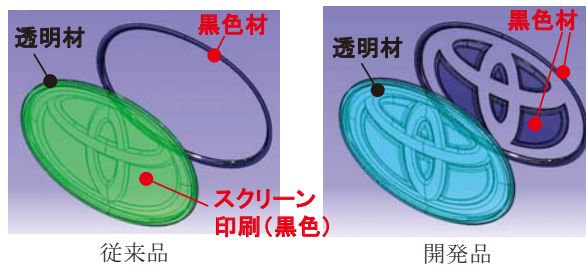 透明材
黒色材
スクリーン
印刷(黒色)
従来品
透明材
黒色材
開発品